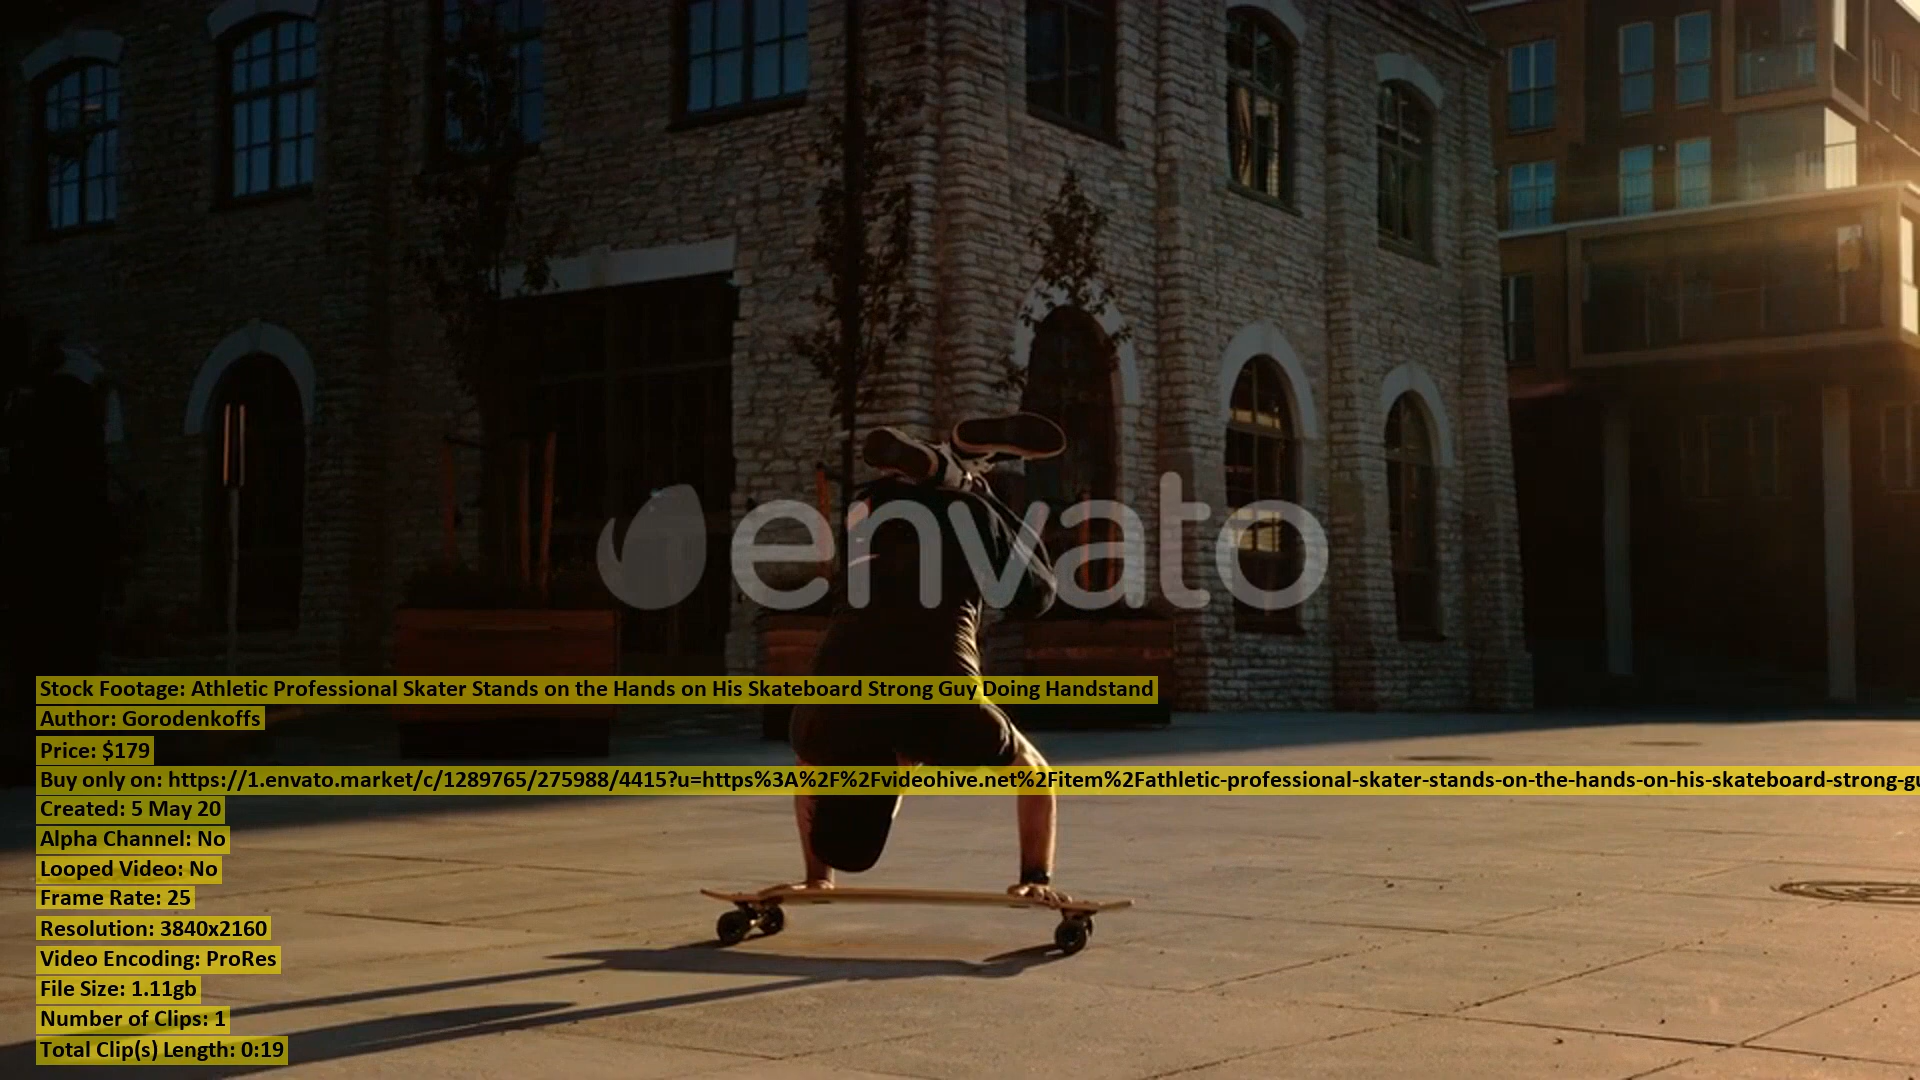 envato
Stock Footage: Athletic Professional Skater Stands on the Hands on His Skateboard Strong Guy Doing Handstand
Author: Gorodenkoffs
Price: $179
Buy only on: https://1.envato.market/c/1289765/275988/4415?u=https%3A%2F%2Fvideohive.net%2Fitem%2Fathletic-professional-skater-stands-on-the-hands-on-his-skateboard-strong-gu
Created: 5 May 20
Alpha Channel: No
Looped Video: No
Frame Rate: 25
Resolution: 3840x2160
Video Encoding: ProRes
File Size: 1.11gb
Number of Clips: 1
Total Clip(s) Length: 0:19